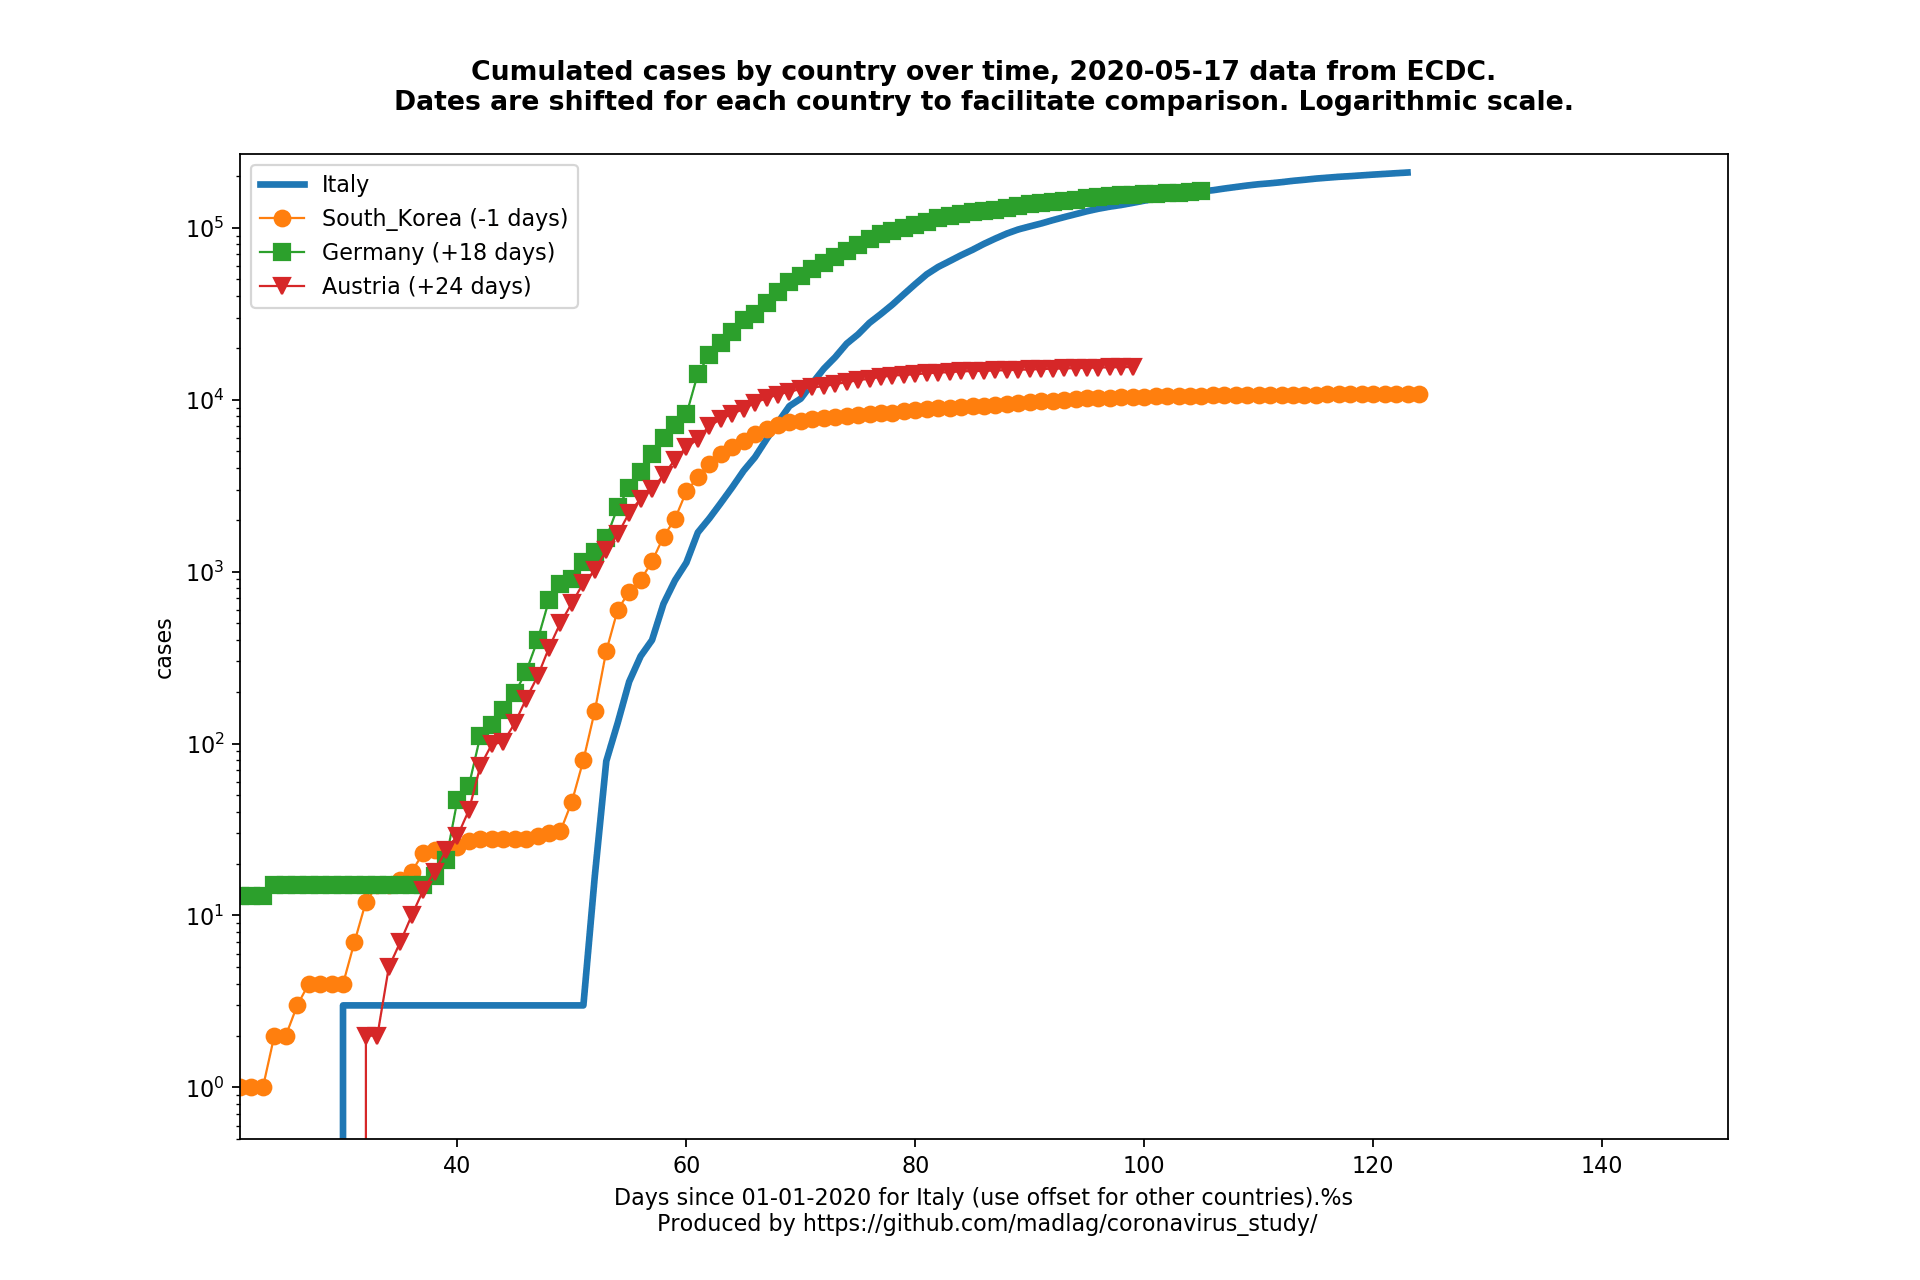 Cumulated cases by country over time, 2020-05-17 data from ECDC.
Dates are shifted for each country to facilitate comparison. Logarithmic scale.
Italy
South_Korea (-1 days)
Germany (+18 days)
Austria (+24 days)
10^5
10^4
10^3
10^2
10^1
10^0
cases
40 60 80 100 120 140
Days since 01-01-2020 for Italy (use offset for other countries).%s
Produced by https://github.com/madlag/coronavirus_study/